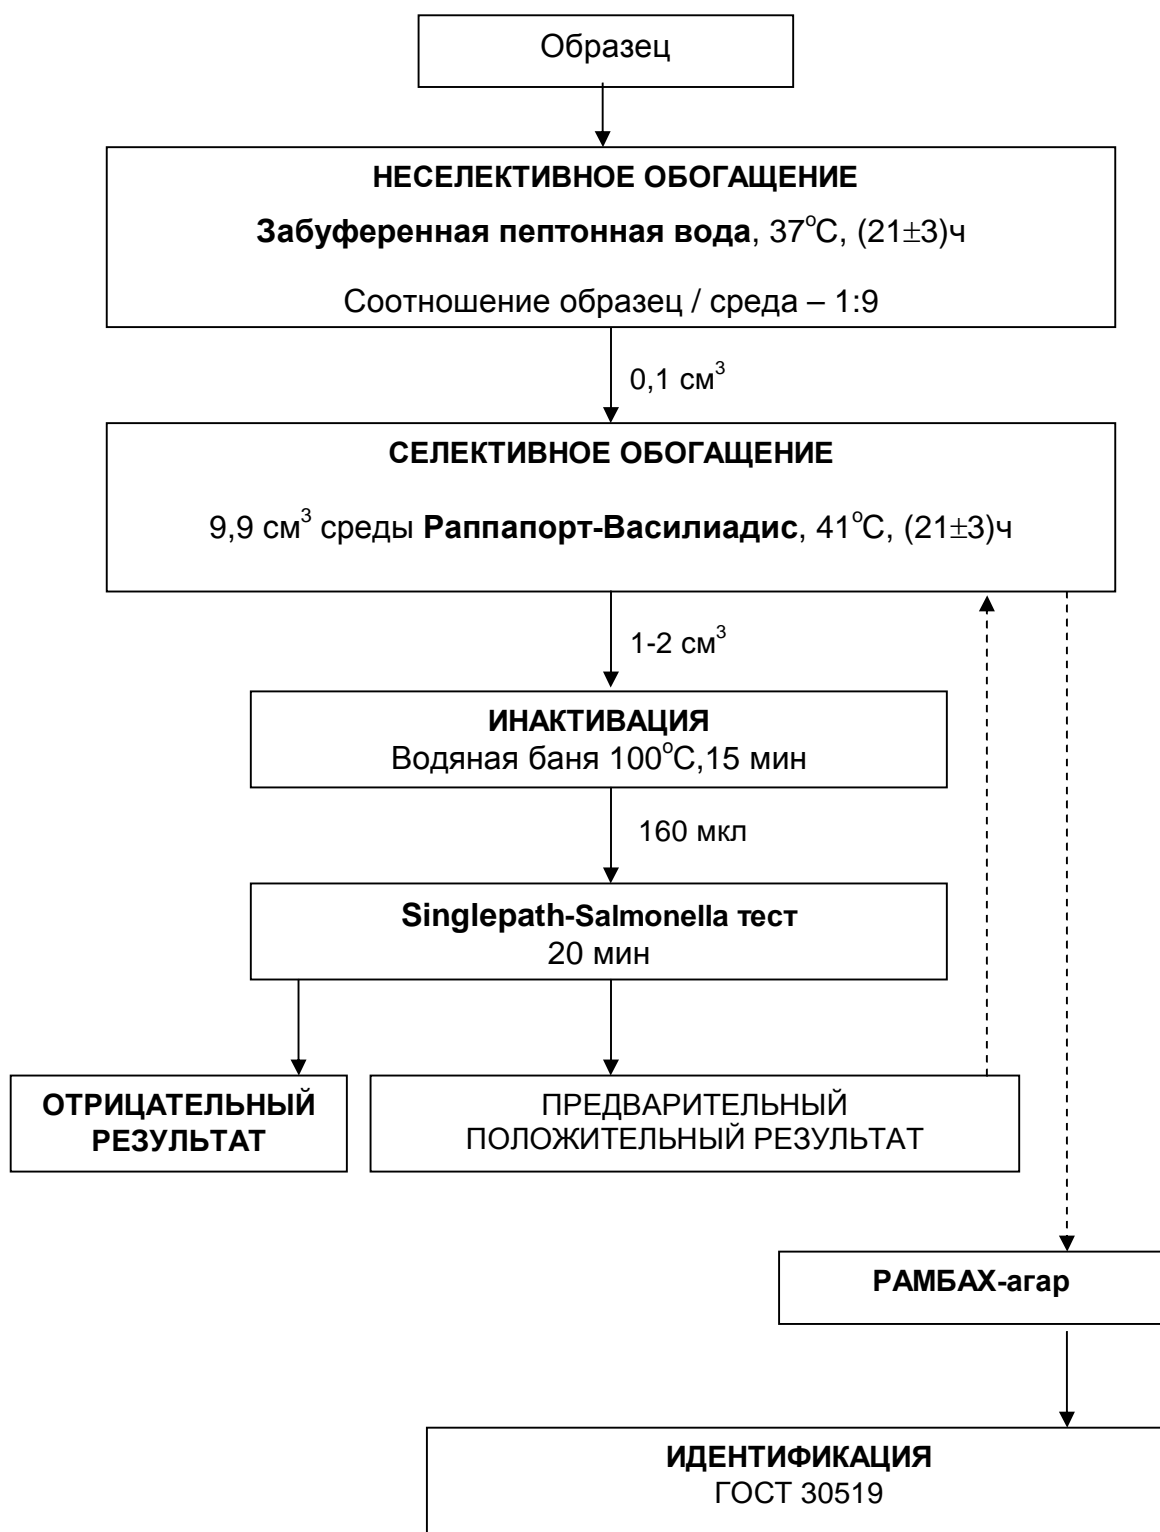 Образец
НЕСЕЛЕКТИВНОЕ ОБОГАЩЕНИЕ
Забуференная пептонная вода, 37°С, (21±3)ч
Соотношение образец / среда – 1:9
0,1 см³
СЕЛЕКТИВНОЕ ОБОГАЩЕНИЕ
9,9 см³ среды Раппапорт-Василиадис, 41°С, (21±3)ч
1-2 см³
ИНАКТИВАЦИЯ
Водяная баня 100°С,15 мин
160 мкл
Singlepath-Salmonella тест
20 мин
ОТРИЦАТЕЛЬНЫЙ
РЕЗУЛЬТАТ
ПРЕДВАРИТЕЛЬНЫЙ
ПОЛОЖИТЕЛЬНЫЙ РЕЗУЛЬТАТ
РАМБАХ-агар
ИДЕНТИФИКАЦИЯ
ГОСТ 30519